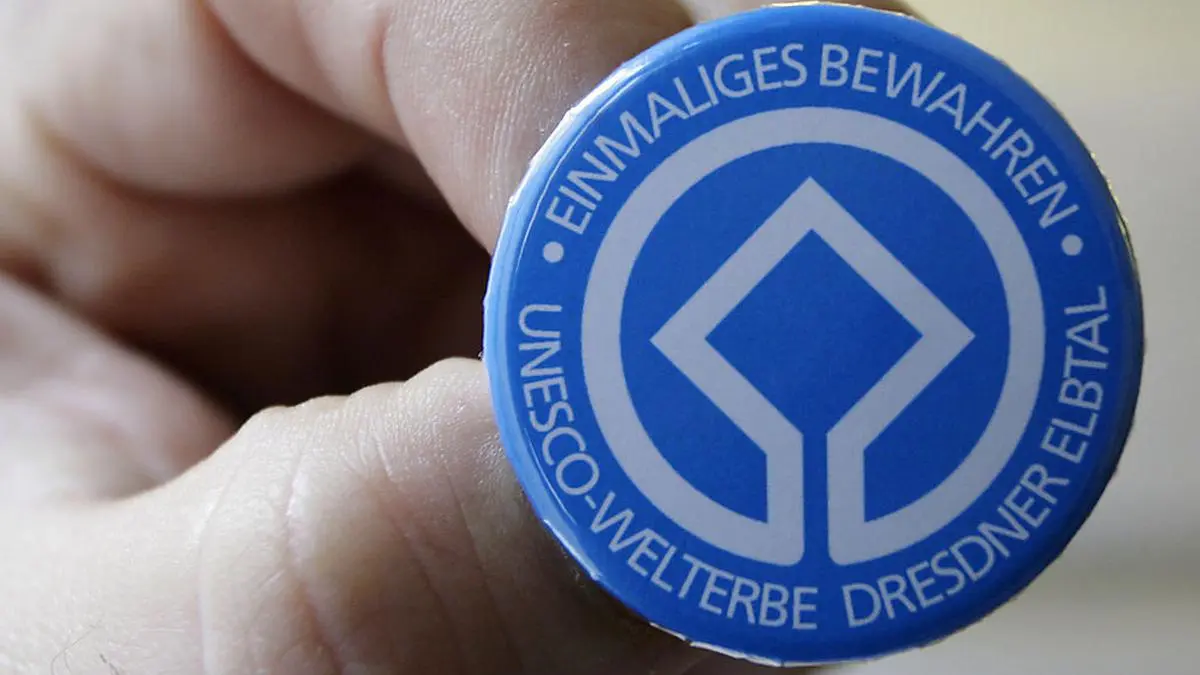 • EINMALIGES BEWAHREN •
UNESCO-WELTERBE DRESDNER ELBTAL